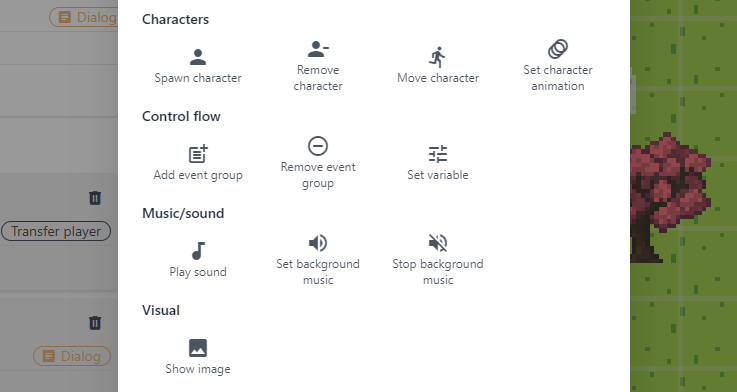 Dialog
Characters
Spawn character
Remove
character
Move character
Set character
animation
Control flow
Add event group
Remove event
group
Set variable
Transfer player
Music/sound
Play sound
Set background
music
Stop background
music
Visual
Dialog
Show image